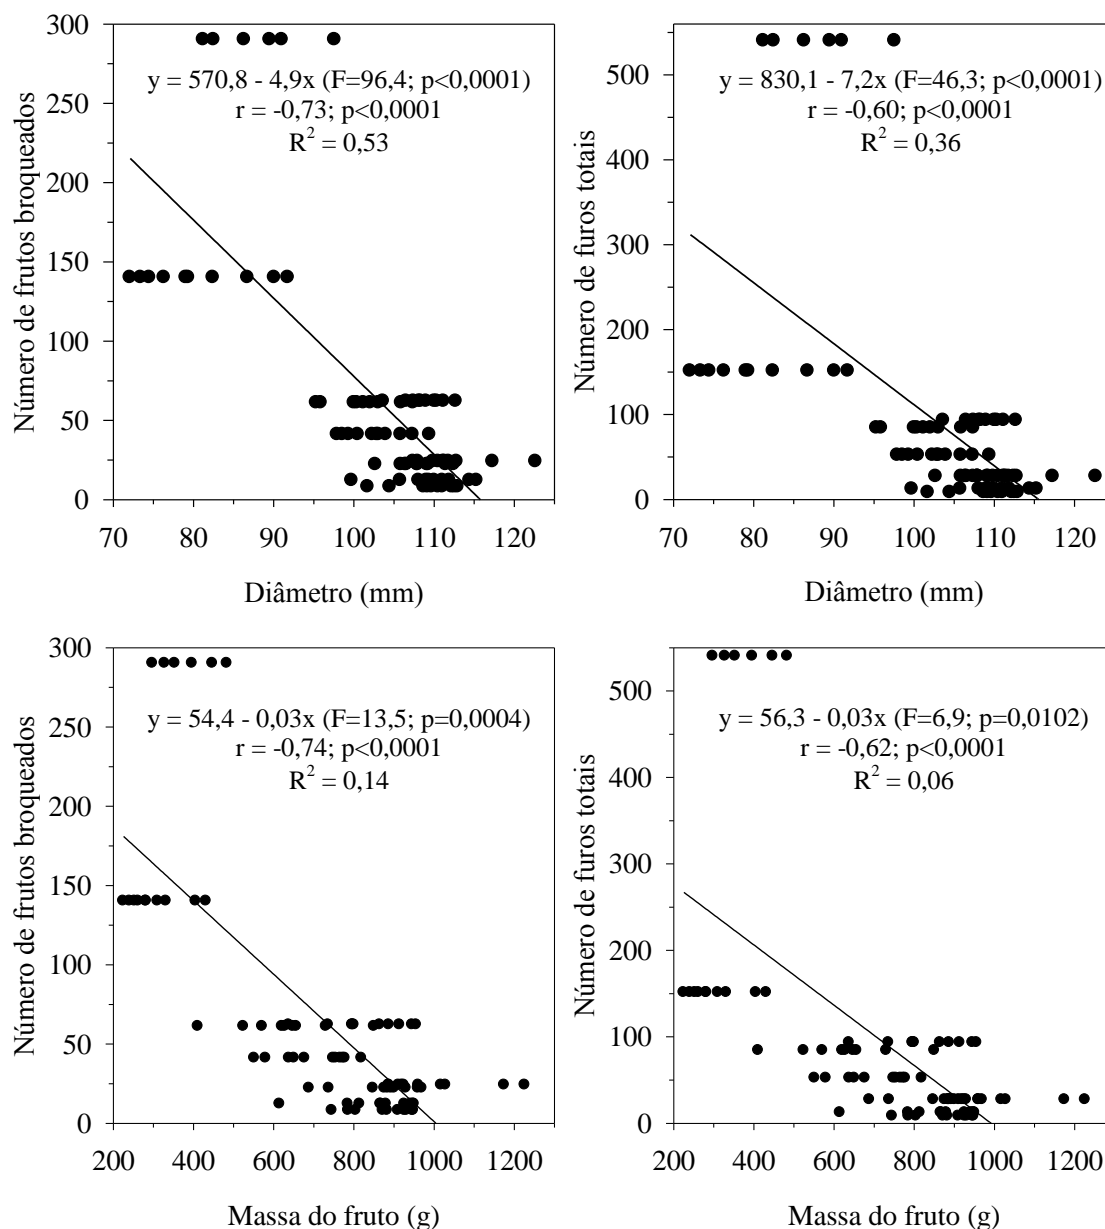 300
250
200
150
100
50
0
Número de frutos broqueados
y = 570,8 - 4,9x (F=96,4; p<0,0001)
r = -0,73; p<0,0001
R² = 0,53
70 80 90 100 110 120
Diâmetro (mm)
500
400
300
200
100
0
Número de furos totais
y = 830,1 - 7,2x (F=46,3; p<0,0001)
r = -0,60; p<0,0001
R² = 0,36
70 80 90 100 110 120
Diâmetro (mm)
300
250
200
150
100
50
0
Número de frutos broqueados
y = 54,4 - 0,03x (F=13,5; p=0,0004)
r = -0,74; p<0,0001
R² = 0,14
200 400 600 800 1000 1200
Massa do fruto (g)
500
400
300
200
100
0
Número de furos totais
y = 56,3 - 0,03x (F=6,9; p=0,0102)
r = -0,62; p<0,0001
R² = 0,06
200 400 600 800 1000 1200
Massa do fruto (g)